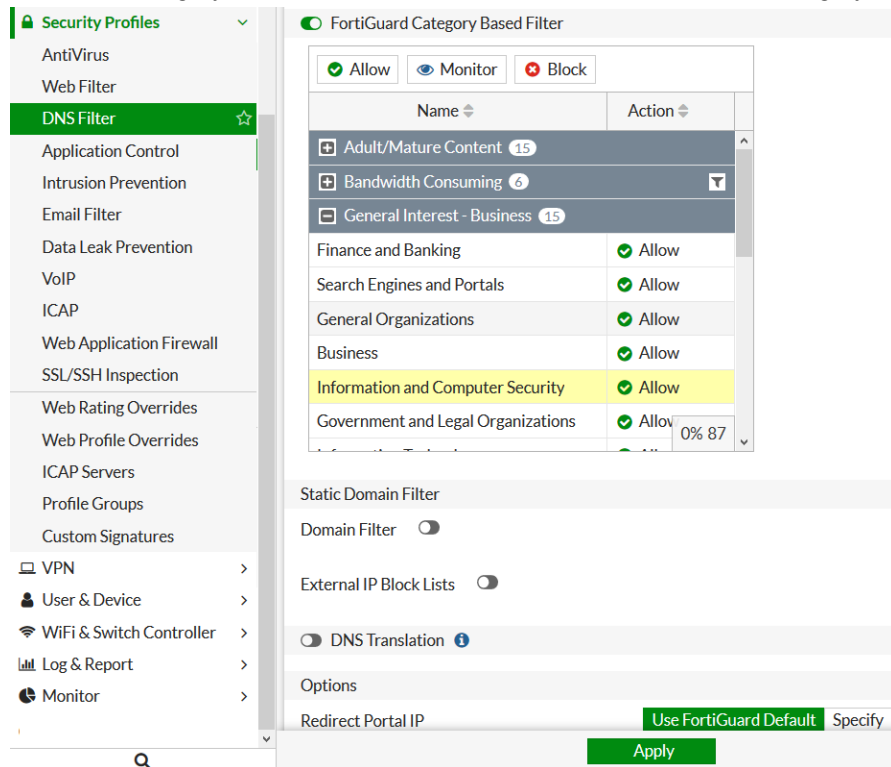 Security Profiles
AntiVirus
Web Filter
DNS Filter
Application Control
Intrusion Prevention
Email Filter
Data Leak Prevention
VoIP
ICAP
Web Application Firewall
SSL/SSH Inspection
Web Rating Overrides
Web Profile Overrides
ICAP Servers
Profile Groups
Custom Signatures
VPN
User & Device
WiFi & Switch Controller
Log & Report
Monitor
FortiGuard Category Based Filter
Allow Monitor Block
Name Action
Adult/Mature Content 15
Bandwidth Consuming 6
General Interest - Business 15
Finance and Banking Allow
Search Engines and Portals Allow
General Organizations Allow
Business Allow
Information and Computer Security Allow
Government and Legal Organizations Allow
0% 87
Static Domain Filter
Domain Filter
External IP Block Lists
DNS Translation
Options
Redirect Portal IP Use FortiGuard Default Specify
Apply